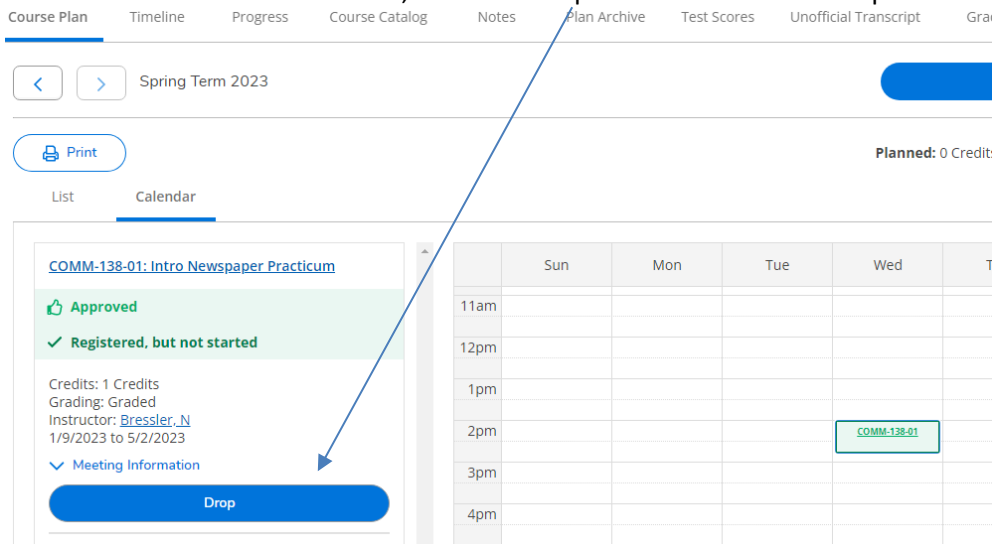 Course Plan Timeline Progress Course Catalog Notes Plan Archive Test Scores Unofficial Transcript
Spring Term 2023
Print
Planned: 0 Credits
List Calendar
COMM-138-01: Intro Newspaper Practicum
Sun Mon Tue Wed
Approved
11am
Registered, but not started
12pm
Credits: 1 Credits
1pm
Grading: Graded
Instructor: Bressler, N
2pm COMM-138-01
1/9/2023 to 5/2/2023
Meeting Information
3pm
Drop
4pm